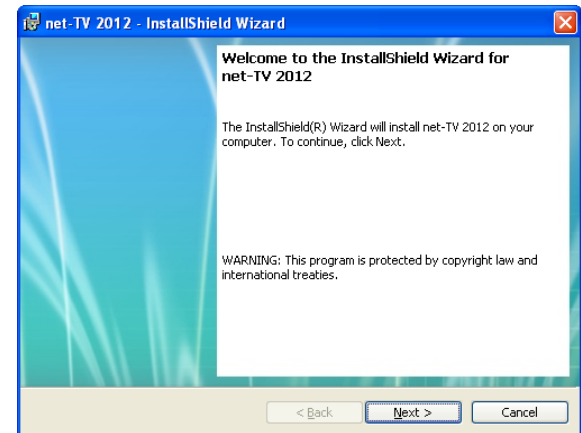 net-TV 2012 - InstallShield Wizard
Welcome to the InstallShield Wizard for
net-TV 2012
The InstallShield(R) Wizard will install net-TV 2012 on your
computer. To continue, click Next.
WARNING: This program is protected by copyright law and
international treaties.
< Back Next > Cancel